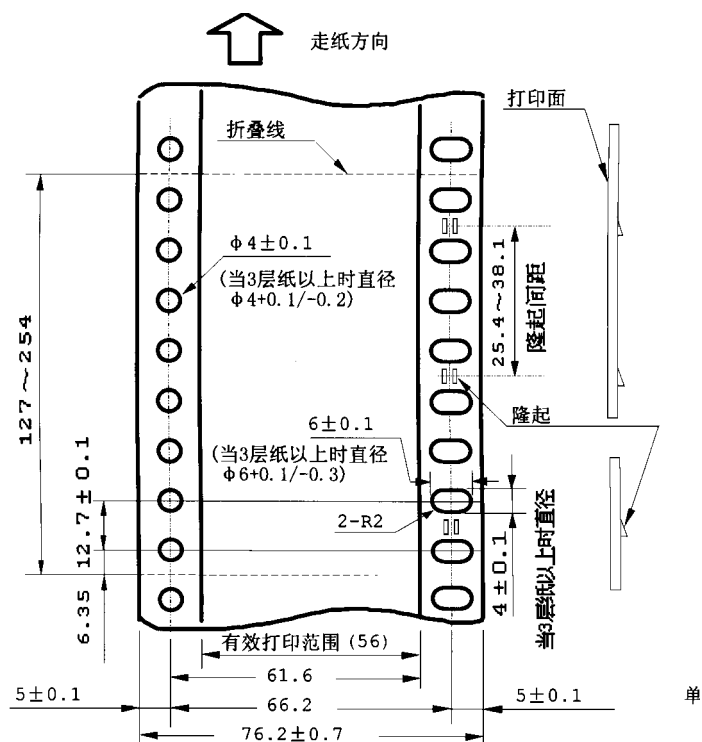 走纸方向
打印面
折叠线
φ4±0.1
(当3层纸以上时直径
φ4+0.1/-0.2)
25.4～38.1
隆起间距
127～254
隆起
6±0.1
(当3层纸以上时直径
φ6+0.1/-0.3)
12.7±0.1
2-R2
4±0.1
当3层纸以上时直径
6.35
有效打印范围(56)
61.6
5±0.1
66.2
5±0.1
单
76.2±0.7